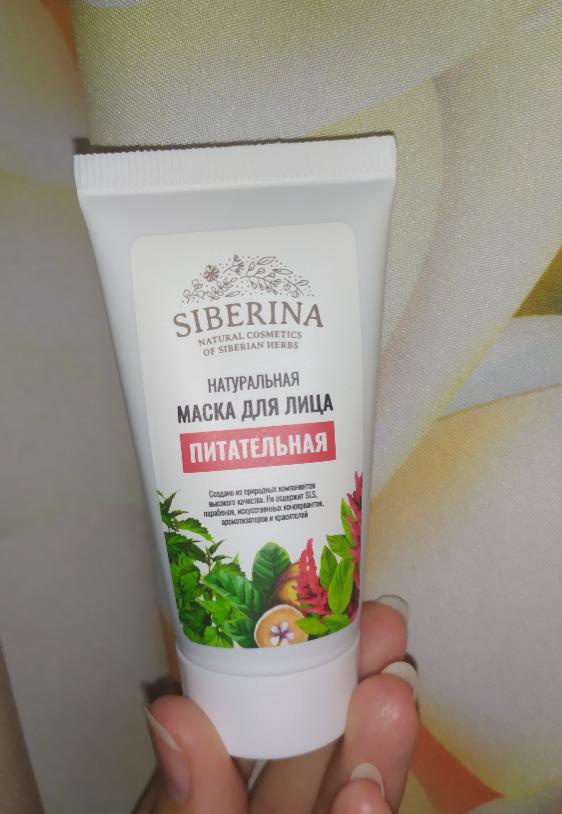 SIBERINA
NATURAL COSMETICS
OF SIBERIAN HERBS
НАТУРАЛЬНАЯ
МАСКА ДЛЯ ЛИЦА
ПИТАТЕЛЬНАЯ
Создано из природных компонентов
высокого качества. Не содержит SLS,
парабенов, искусственных консервантов,
ароматизаторов и красителей